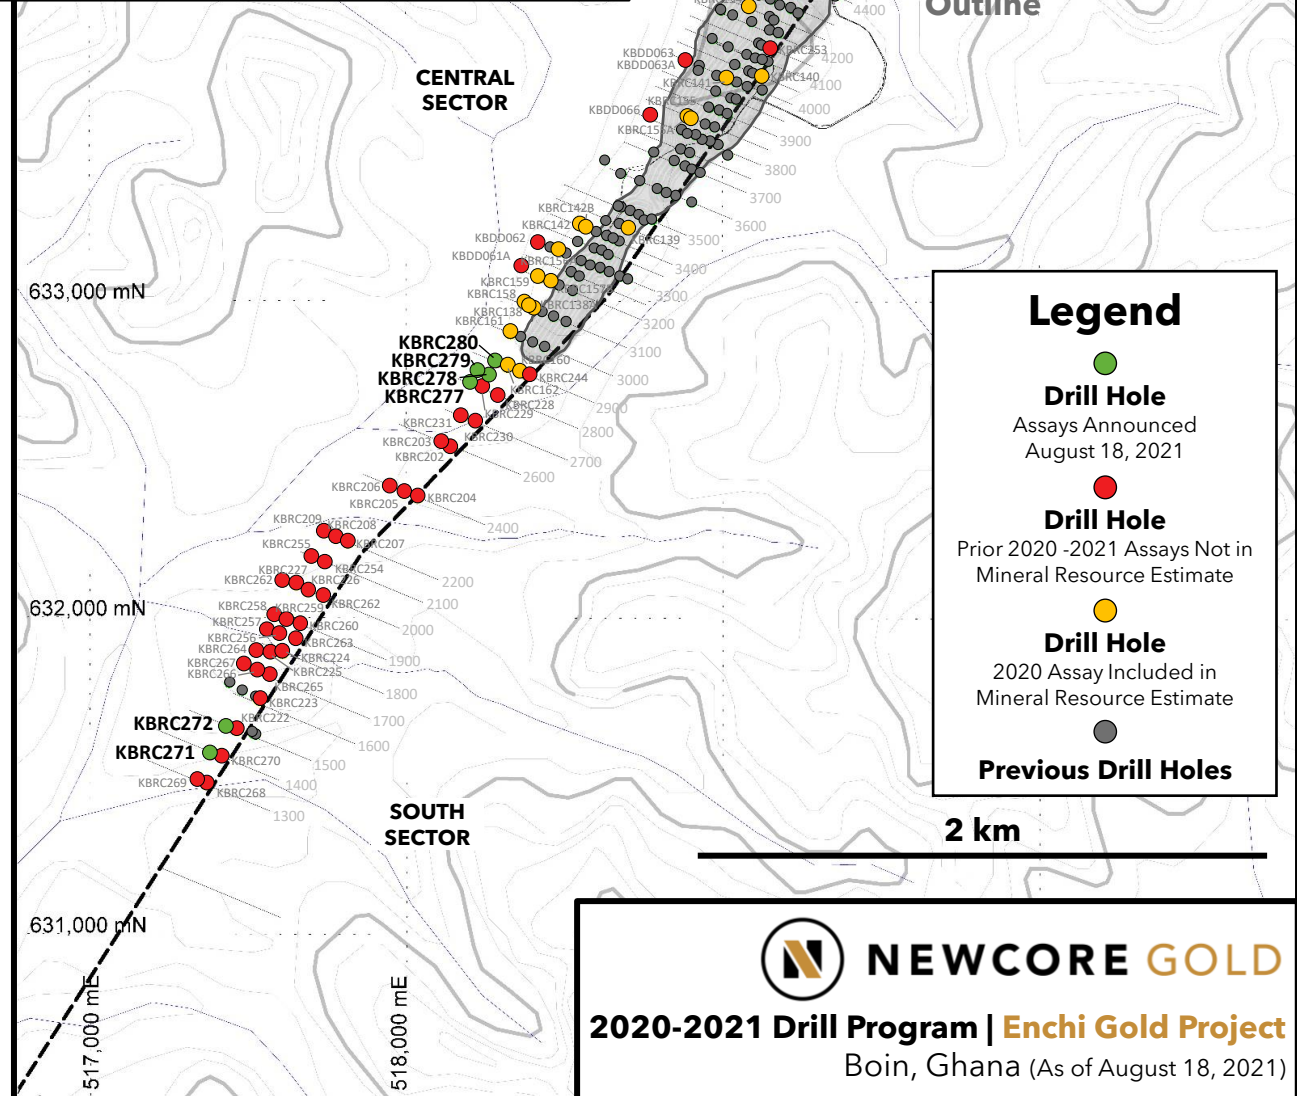 Outline
4400
KBRC253
KBDD063
KBDD063A
4200
KBRC141
KBRC140
4100
4000
KBDD066
KBRC155A
3900
3800
3700
KBRC142B
KBRC142
3600
KBDD062
KBRC139
3500
KBDD061A
3400
KBRC159
KBRC158
3300
KBRC138
KBRC161
3200
KBRC280
KBRC279
KBRC278
KBRC277
3100
KBRC160
KBRC244
3000
KBRC162
KBRC228
2900
KBRC229
KBRC231
KBRC230
2800
KBRC203
KBRC202
2700
2600
KBRC206
KBRC205
KBRC204
KBRC209
KBRC208
2400
KBRC255
KBRC207
KBRC254
KBRC227
KBRC262
KBRC226
2200
KBRC258
KBRC259
KBRC262
2100
KBRC257
KBRC260
2000
KBRC256
KBRC263
KBRC264
KBRC224
1900
KBRC267
KBRC266
KBRC225
KBRC265
1800
KBRC223
KBRC272
KBRC222
1700
1600
KBRC271
KBRC270
1500
KBRC269
KBRC268
1400
1300
CENTRAL
SECTOR
SOUTH
SECTOR
633,000 mN
632,000 mN
631,000 mN
517,000 mE
518,000 mE
Legend
Drill Hole
Assays Announced
August 18, 2021
Drill Hole
Prior 2020 -2021 Assays Not in
Mineral Resource Estimate
Drill Hole
2020 Assay Included in
Mineral Resource Estimate
Previous Drill Holes
2 km
NEWCORE GOLD
2020-2021 Drill Program | Enchi Gold Project
Boin, Ghana (As of August 18, 2021)